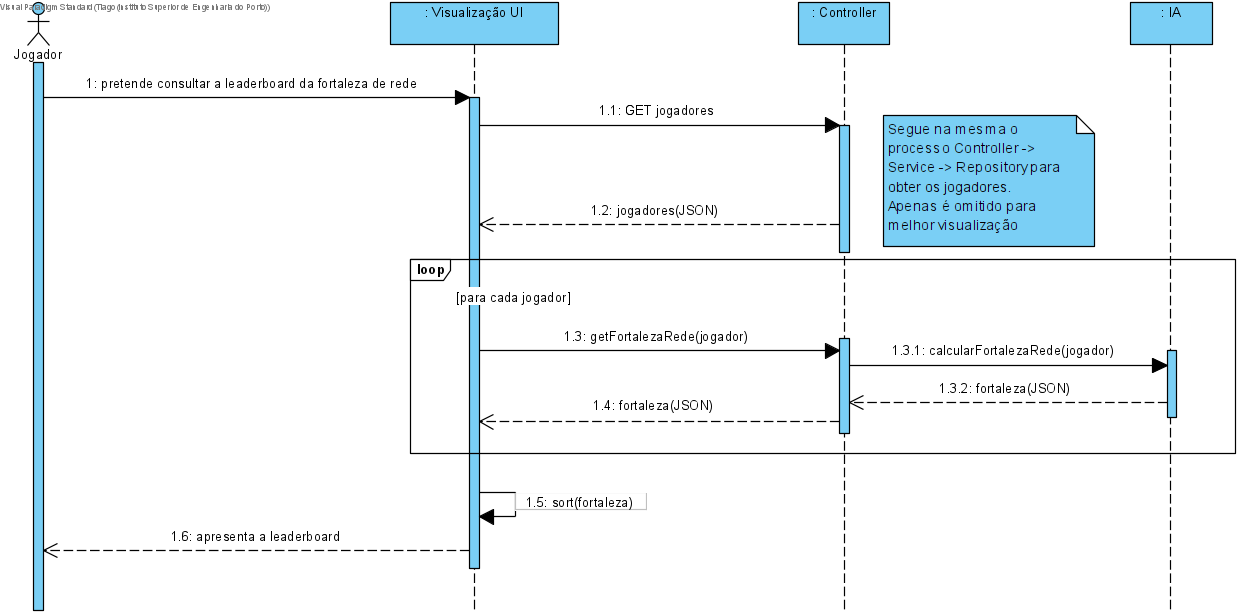 Visual Paradigm Standard (Tiago (Instituto Superior de Engenharia do Porto))
Jogador
: Visualização UI
: Controller
: IA
1: pretende consultar a leaderboard da fortaleza de rede
1.1: GET jogadores
Segue na mesma o
processo Controller ->
Service -> Repository para
obter os jogadores.
Apenas é omitido para
melhor visualização
1.2: jogadores(JSON)
loop
[para cada jogador]
1.3: getFortalezaRede(jogador)
1.3.1: calcularFortalezaRede(jogador)
1.3.2: fortaleza(JSON)
1.4: fortaleza(JSON)
1.5: sort(fortaleza)
1.6: apresenta a leaderboard